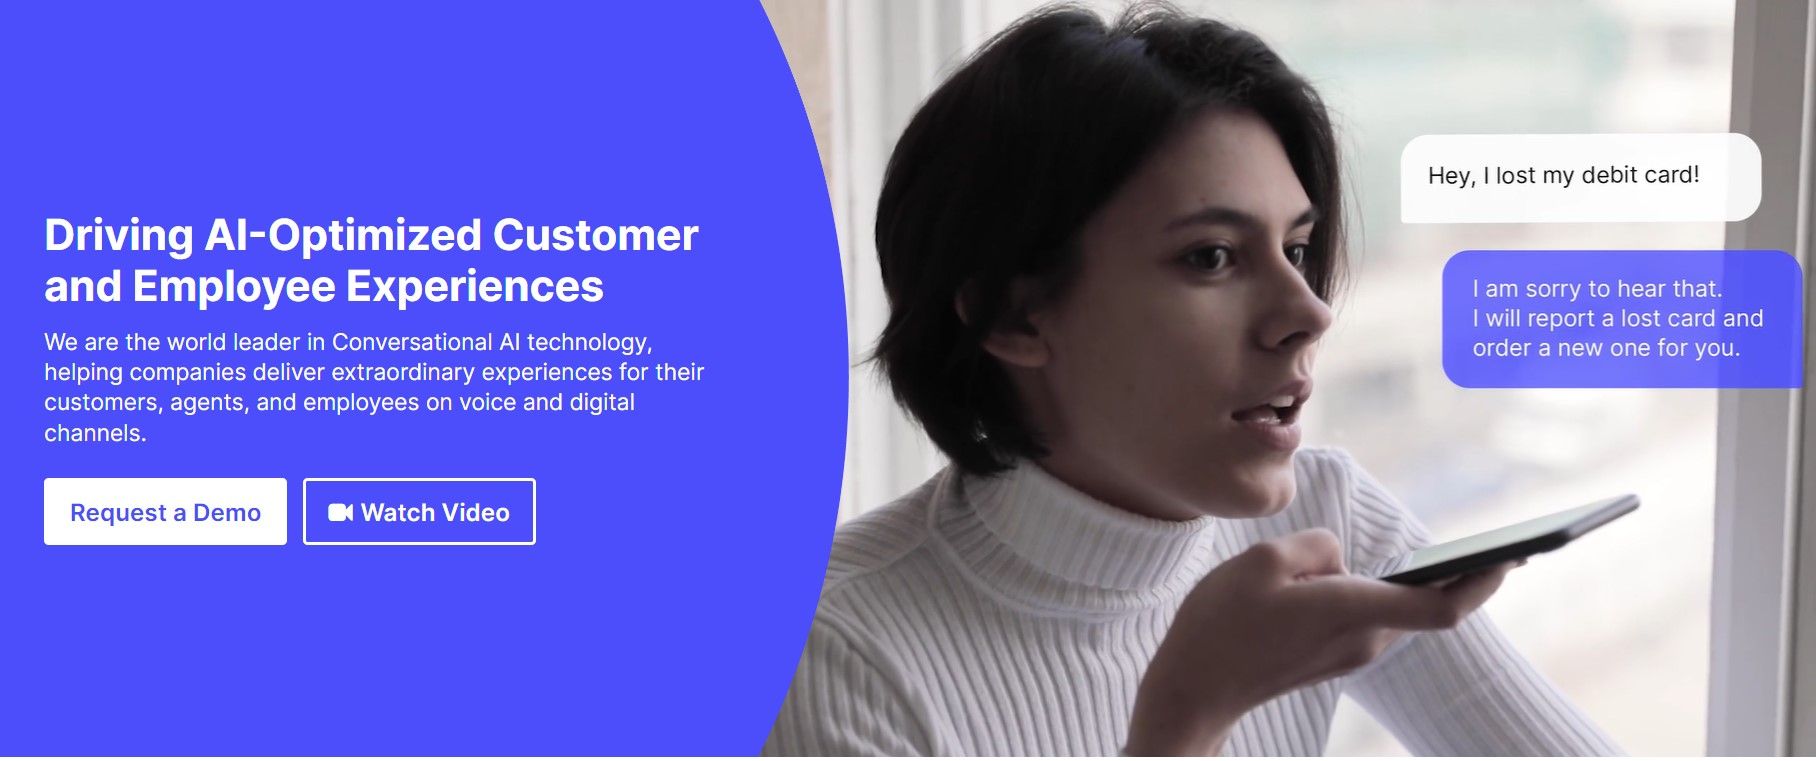 Driving AI-Optimized Customer
and Employee Experiences
We are the world leader in Conversational AI technology,
helping companies deliver extraordinary experiences for their
customers, agents, and employees on voice and digital
channels.
Request a Demo
Watch Video
Hey, I lost my debit card!
I am sorry to hear that.
I will report a lost card and
order a new one for you.